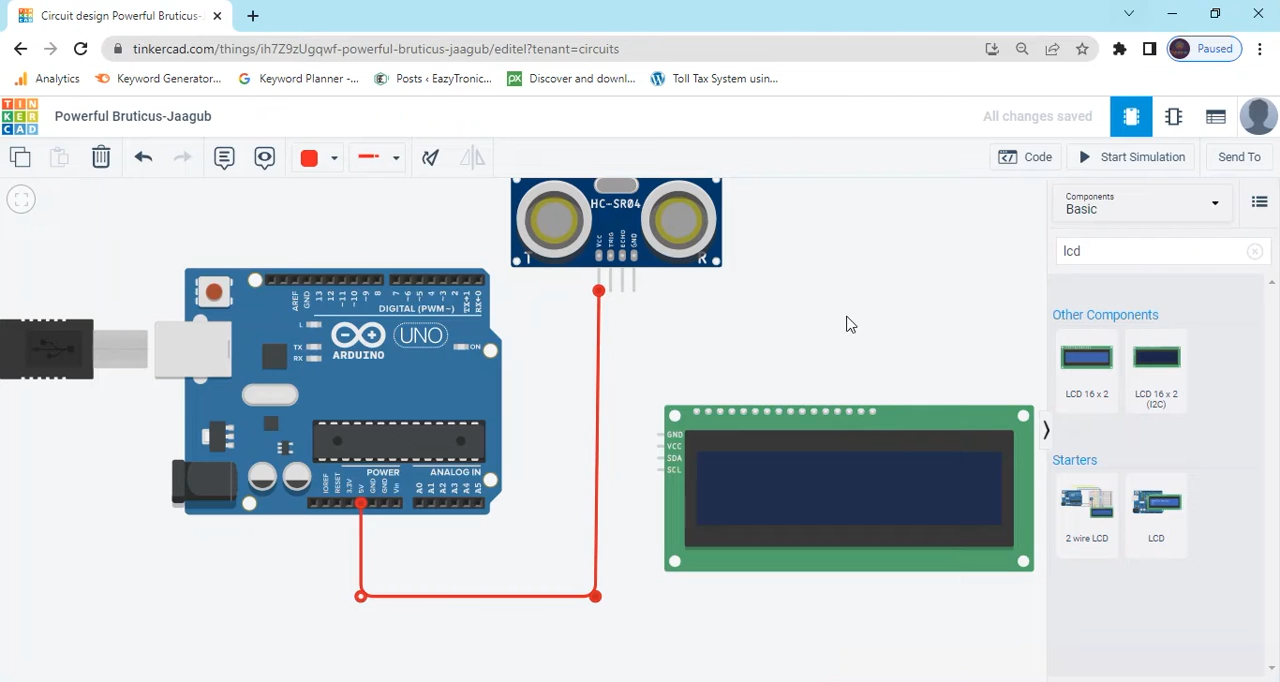 Circuit design Powerful Bruticus-
tinkercad.com/things/ih7Z9zUgqwf-powerful-bruticus-jaagub/editel?tenant=circuits
Paused
Analytics
Keyword Generator...
Keyword Planner -...
Posts ‹ EazyTronic...
Discover and downl...
Toll Tax System usin...
TIN
KER
CAD
Powerful Bruticus-Jaagub
All changes saved
Code
Start Simulation
Send To
Components
Basic
lcd
Other Components
LCD 16 x 2
LCD 16 x 2 (I2C)
Starters
2 wire LCD
LCD
HC-SR04
VCC
TRIG
ECHO
GND
T
R
AREF
GND
13
12
~11
~10
~9
8
7
~6
~5
4
~3
2
TX→1
RX←0
DIGITAL (PWM~)
L
TX
RX
ARDUINO
UNO
ON
POWER
ANALOG IN
IOREF
RESET
3.3V
5V
GND
GND
Vin
A0
A1
A2
A3
A4
A5
GND
VCC
SDA
SCL